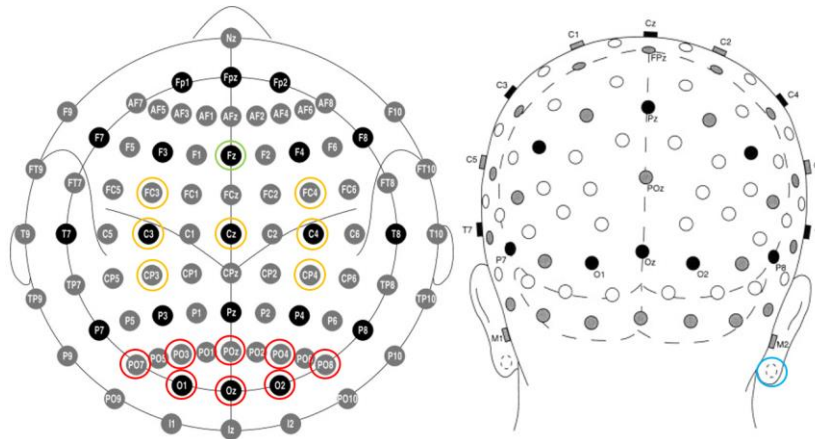 Nz
Fp1 Fpz Fp2
AF7 AF5 AF3 AF1 AFz AF2 AF4 AF6 AF8
F9 F10
F7 F5 F3 F1 Fz F2 F4 F6 F8
FT9 FT7 FC5 FC3 FC1 FCz FC2 FC4 FC6 FT8 FT10
T9 T7 C5 C3 C1 Cz C2 C4 C6 T8 T10
TP9 TP7 CP5 CP3 CP1 CPz CP2 CP4 CP6 TP8 TP10
P9 P7 P5 P3 P1 Pz P2 P4 P6 P8 P10
PO7 PO3 PO1 POz PO2 PO4
PO9 O1 Oz O2 PO10
I1 Iz I2
C1 Cz C2
FPz
C3 C4
Pz
C5
POz
T7
P7 P8
O1 Oz O2
M1 M2